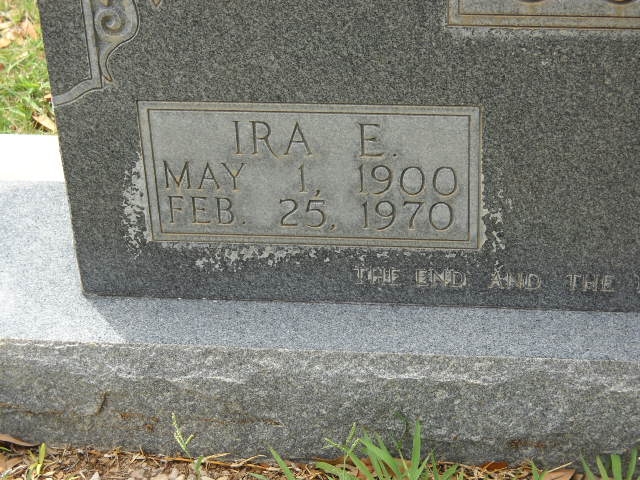 IRA E.
MAY 1, 1900
FEB. 25, 1970
THE END AND THE